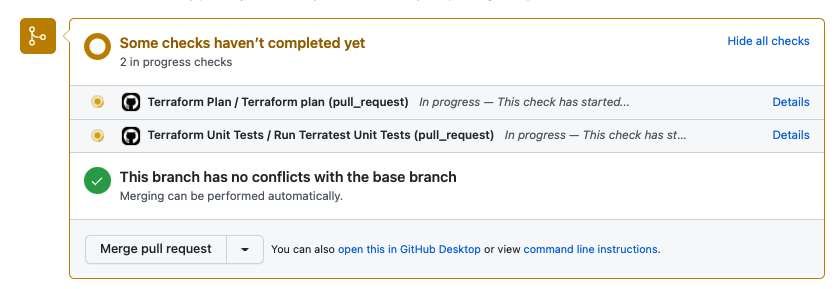 Some checks haven't completed yet
Hide all checks
2 in progress checks
Terraform Plan / Terraform plan (pull_request) In progress — This check has started...
Details
Terraform Unit Tests / Run Terratest Unit Tests (pull_request) In progress — This check has st...
Details
This branch has no conflicts with the base branch
Merging can be performed automatically.
Merge pull request
You can also open this in GitHub Desktop or view command line instructions.